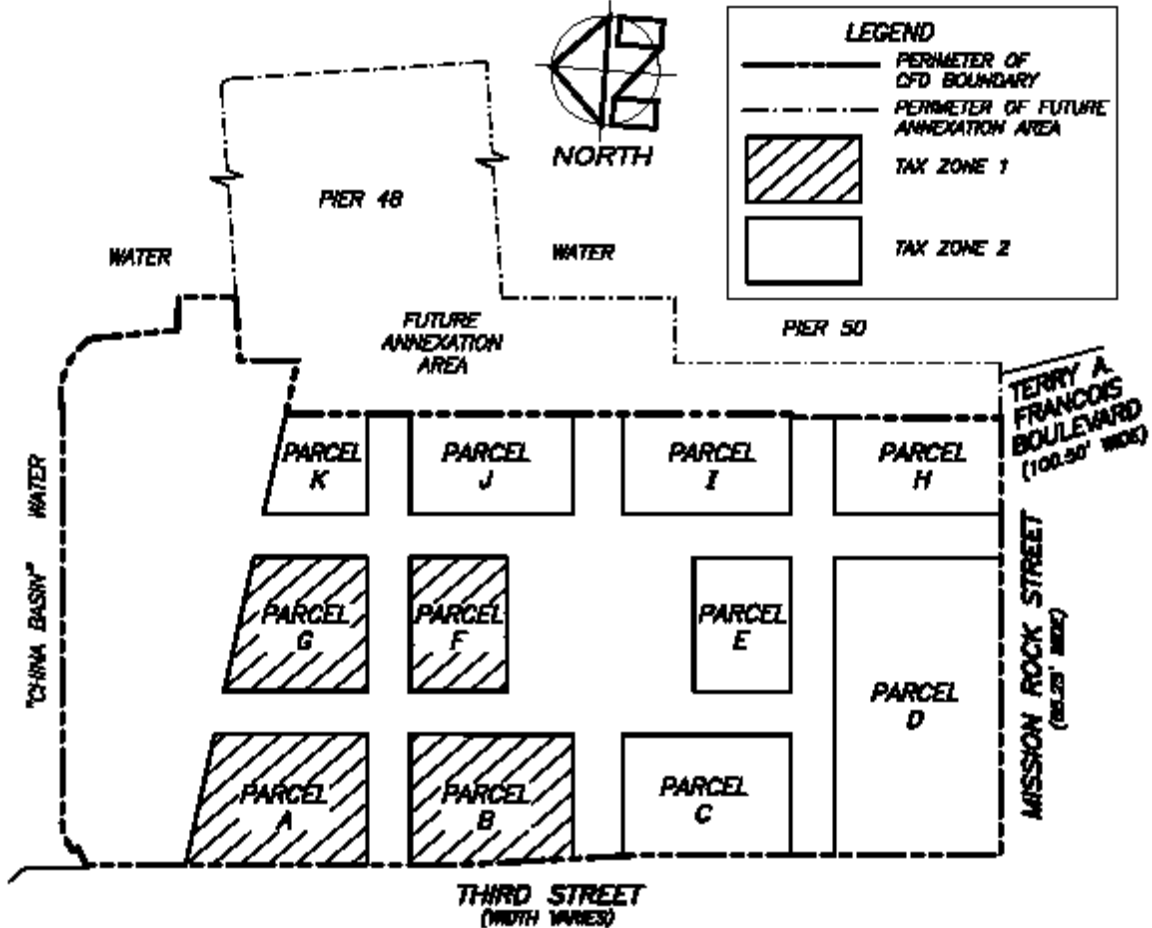 LEGEND
PERIMETER OF
CFD BOUNDARY
PERIMETER OF FUTURE
ANNEXATION AREA
TAX ZONE 1
TAX ZONE 2
NORTH
PIER 48
WATER
WATER
FUTURE
ANNEXATION
AREA
PIER 50
TERRY A.
FRANCOIS
BOULEVARD
(100.50' WIDE)
PARCEL
K
PARCEL
J
PARCEL
I
PARCEL
H
"CHINA BASIN" WATER
PARCEL
G
PARCEL
F
PARCEL
E
PARCEL
D
MISSION ROCK STREET
WIDE)
PARCEL
A
PARCEL
B
PARCEL
C
THIRD STREET
(WIDTH VARIES)